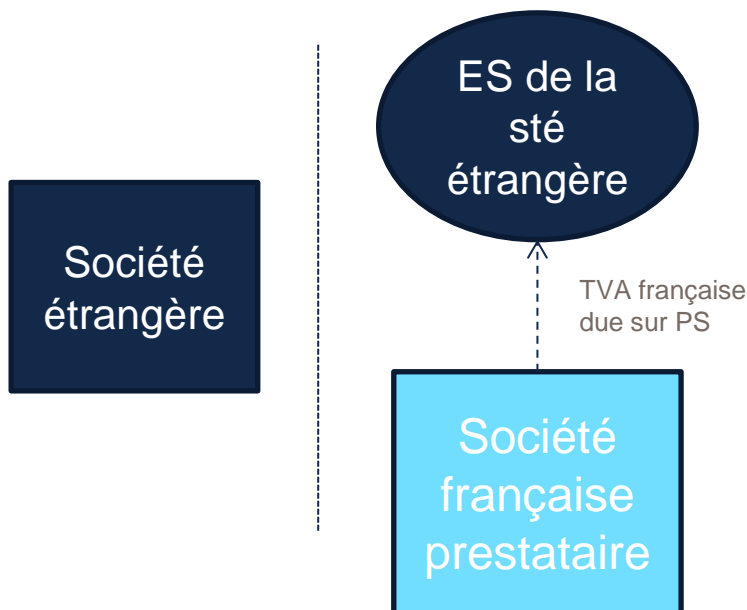 ES de la
sté
étrangère
Société
étrangère
TVA française
due sur PS
Société
française
prestataire